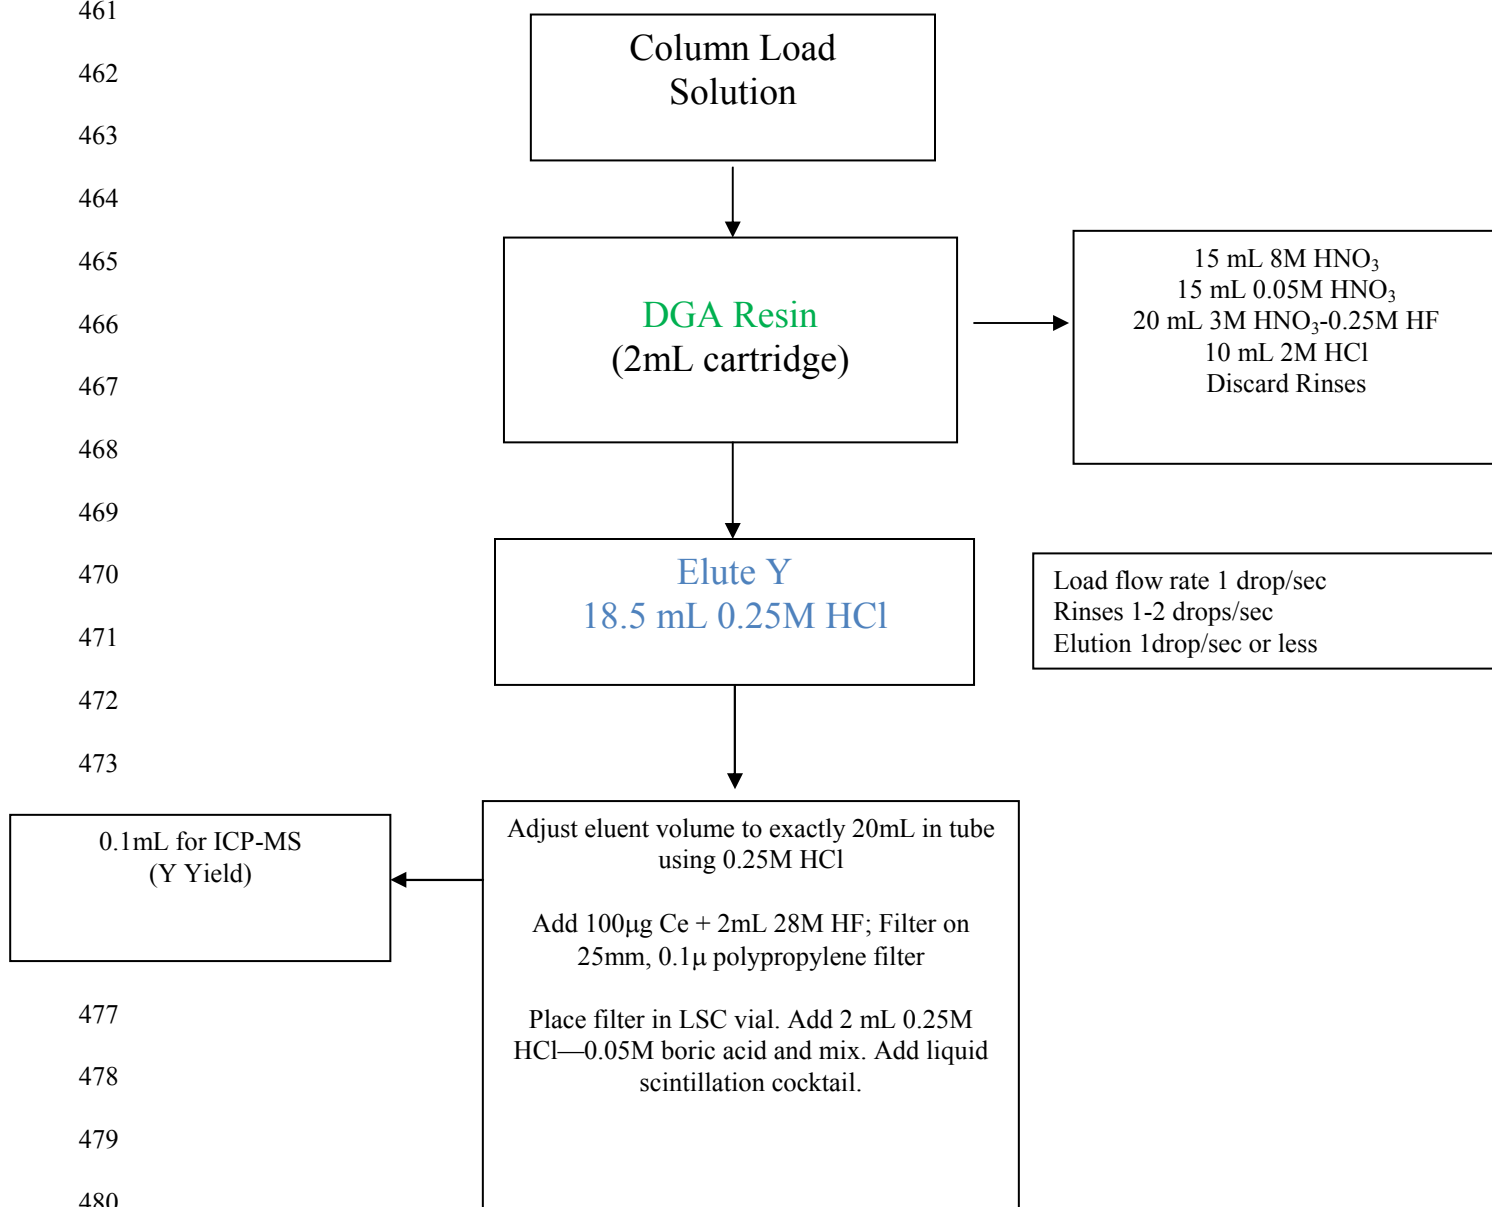 461
Column Load
462
Solution
463
464
465
15 mL 8M HNO₃
15 mL 0.05M HNO₃
466
DGA Resin
20 mL 3M HNO₃-0.25M HF
(2mL cartridge)
10 mL 2M HCl
467
Discard Rinses
468
469
470
Elute Y
18.5 mL 0.25M HCl
Load flow rate 1 drop/sec
Rinses 1-2 drops/sec
471
Elution 1drop/sec or less
472
473
0.1mL for ICP-MS
(Y Yield)
Adjust eluent volume to exactly 20mL in tube
using 0.25M HCl
Add 100µg Ce + 2mL 28M HF; Filter on
25mm, 0.1µ polypropylene filter
477
Place filter in LSC vial. Add 2 mL 0.25M
HCl—0.05M boric acid and mix. Add liquid
478
scintillation cocktail.
479
480